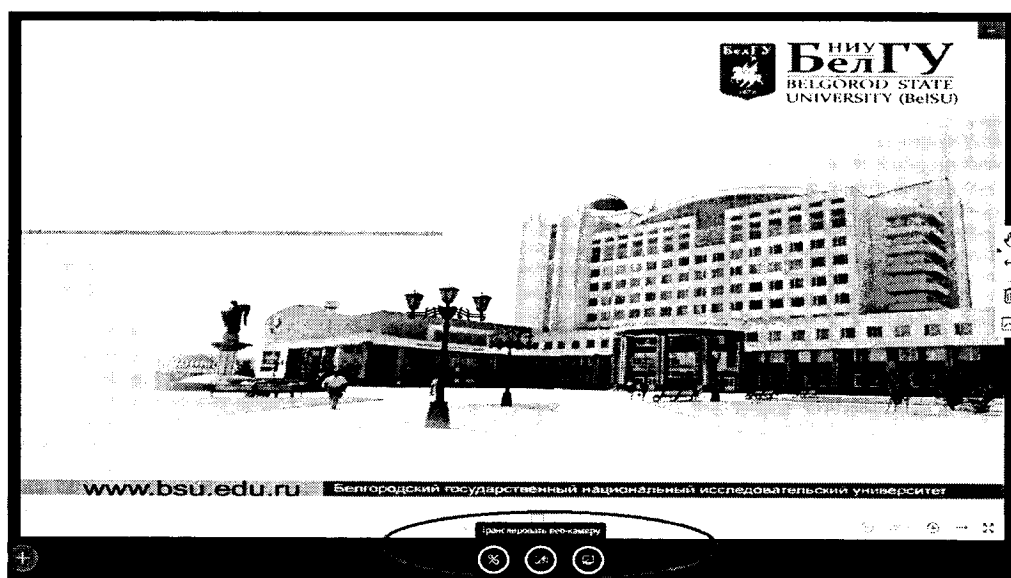 БелГУ
1876
НИУ
БелГУ
BELGOROD STATE
UNIVERSITY (BelSU)
www.bsu.edu.ru
Белгородский государственный национальный исследовательский университет
Транслировать веб-камеру